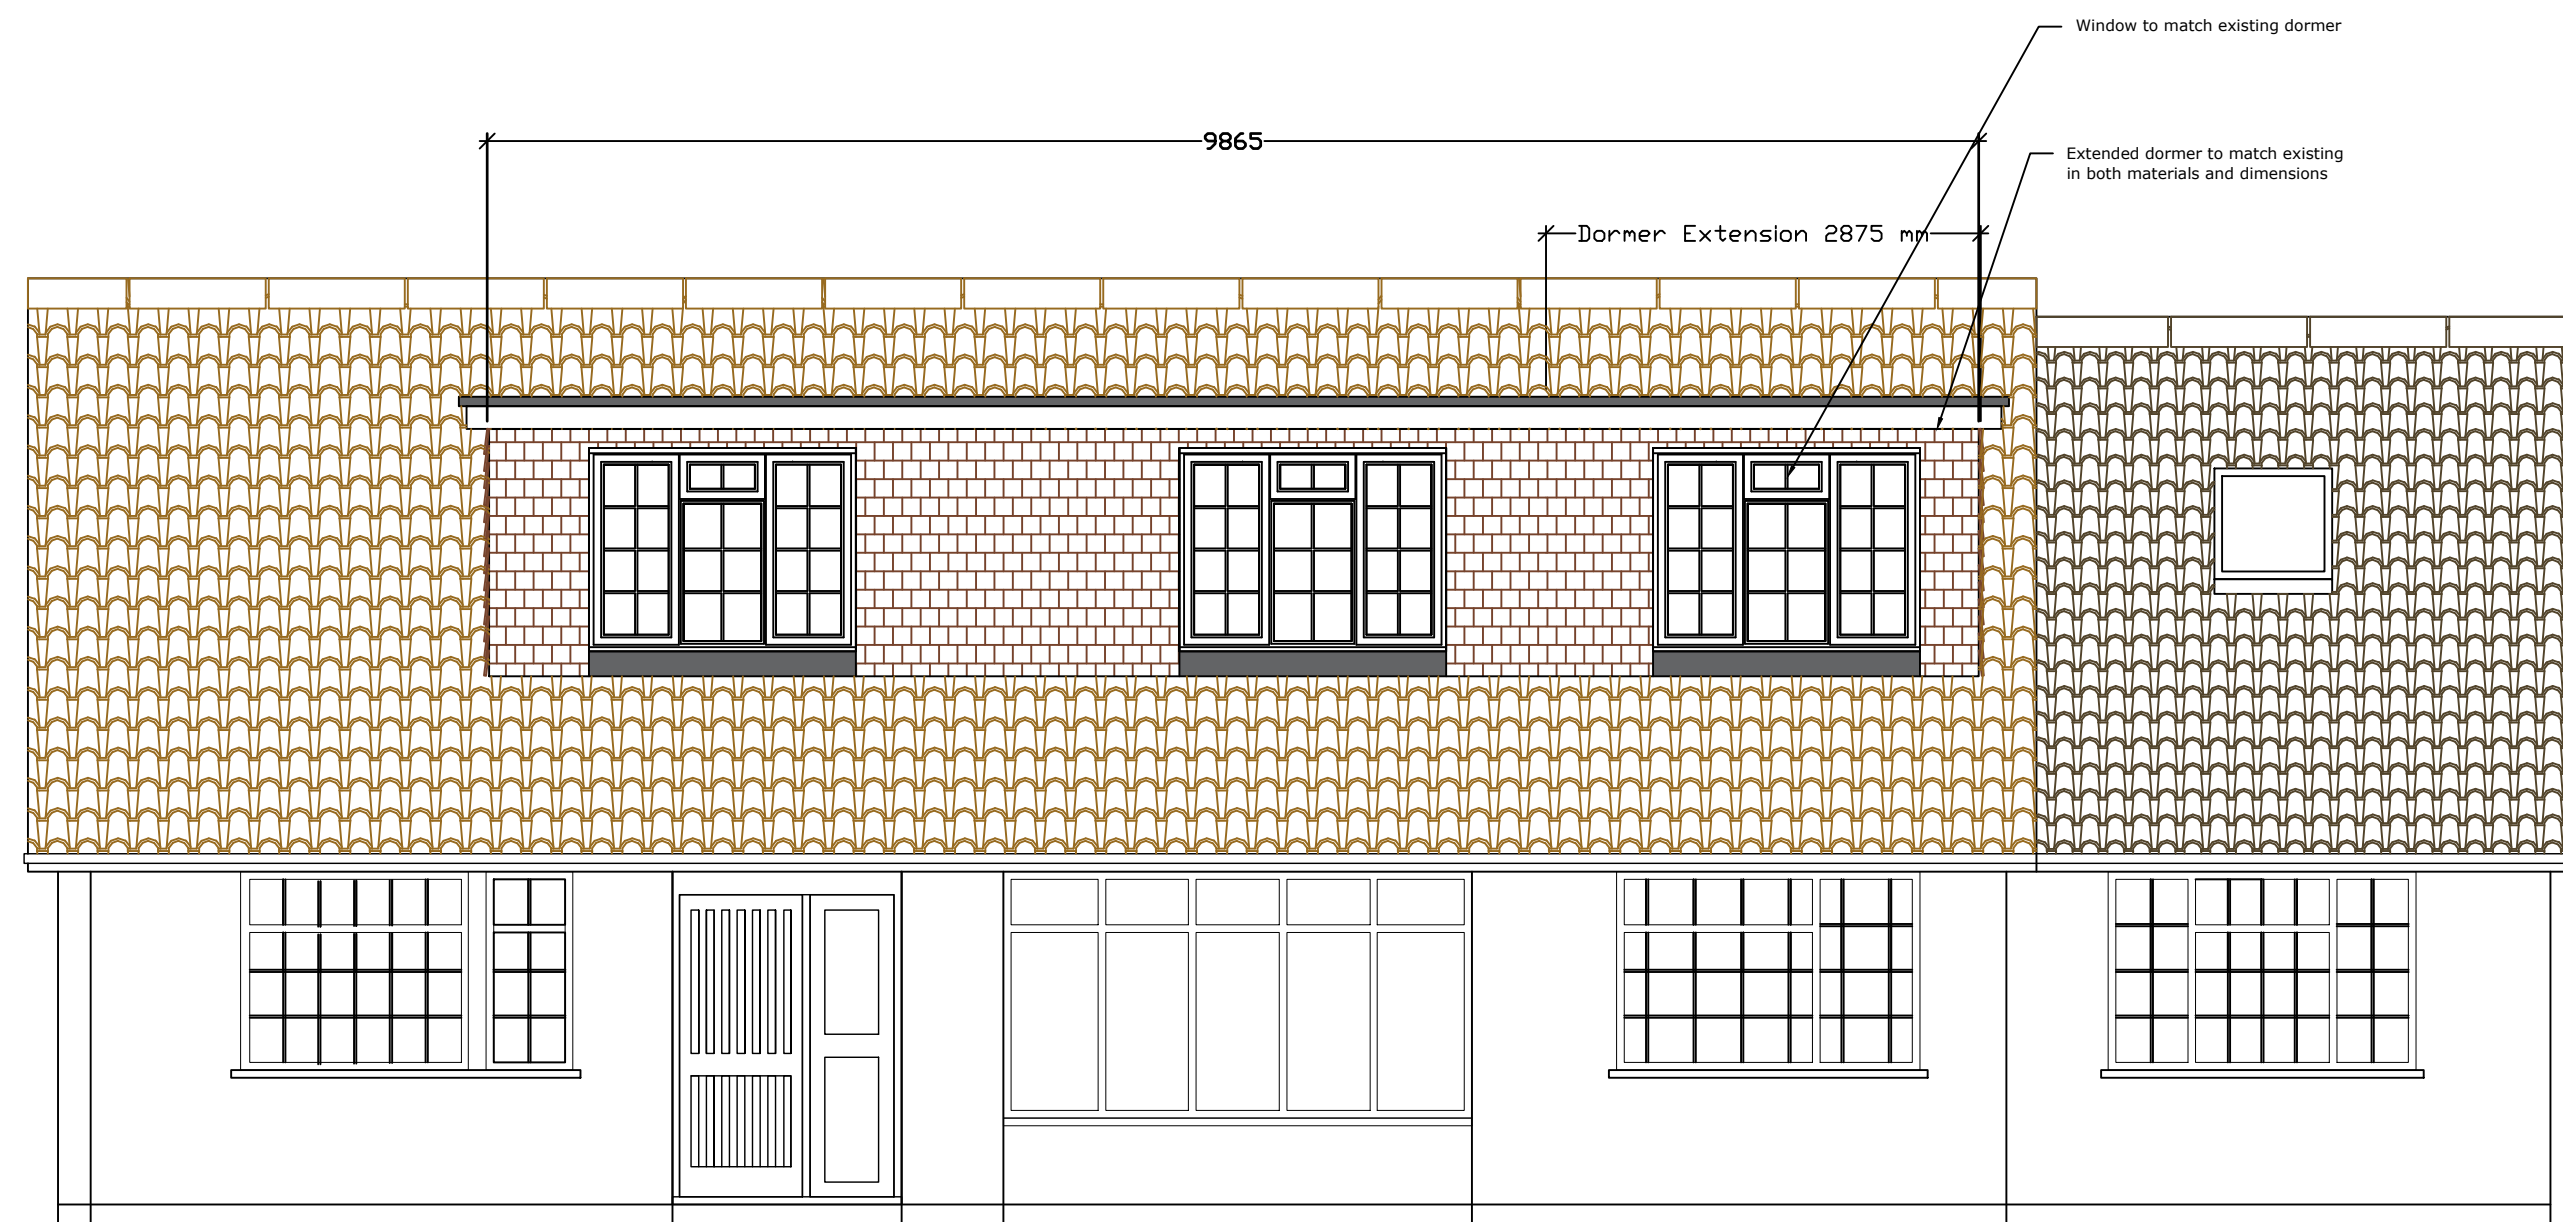 Window to match existing dormer
9865
Extended dormer to match existing
in both materials and dimensions
Dormer Extension 2875 mm